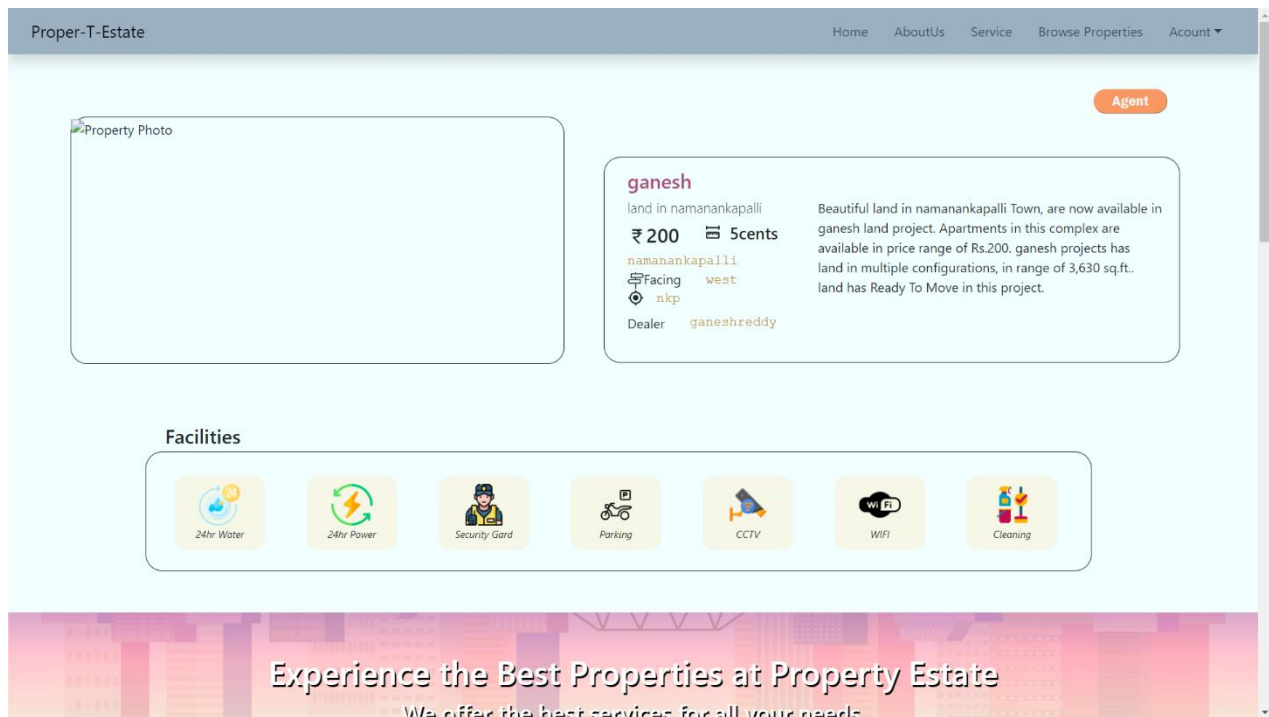 Proper-T-Estate
Home AboutUs Service Browse Properties Acount
Agent
Property Photo
ganesh
land in namanankapalli
₹ 200 5cents
namanankapalli
Facing west
nkp
Dealer ganeshreddy
Beautiful land in namanankapalli Town, are now available in
ganesh land project. Apartments in this complex are
available in price range of Rs.200. ganesh projects has
land in multiple configurations, in range of 3,630 sq.ft..
land has Ready To Move in this project.
Facilities
24
P
Wi Fi
24hr Water 24hr Power Security Gard Parking CCTV WIFI Cleaning
Experience the Best Properties at Property Estate
We offer the best services for all your needs